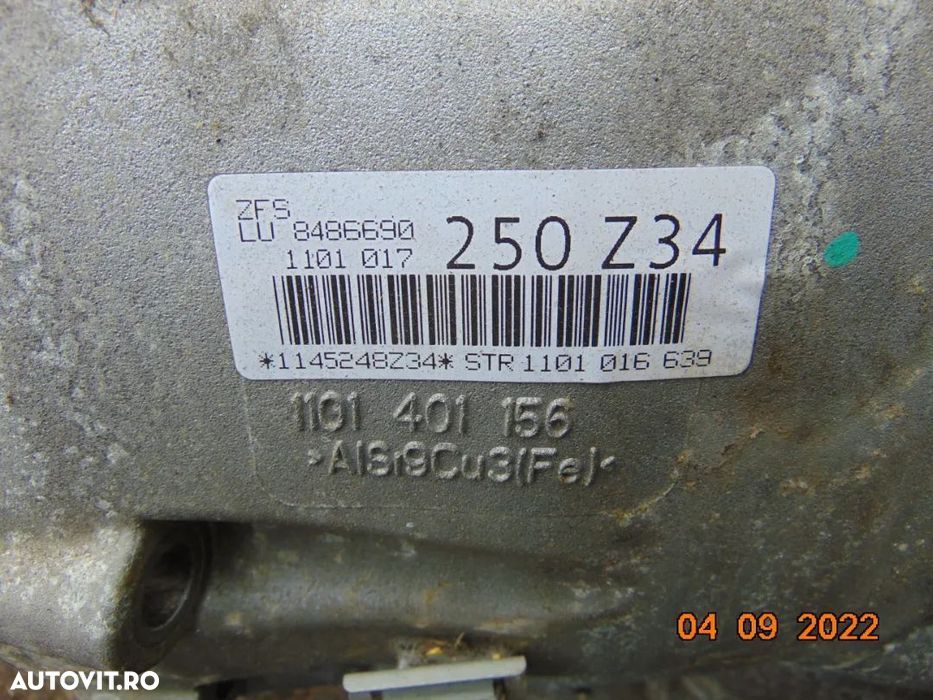 ZFS
LU 8486690
1101 017 250 Z34
*1145248Z34* STR 1101 016 639
1101 401 156
>AlSi9Cu3(Fe)<
04 09 2022
AUTOVIT.RO